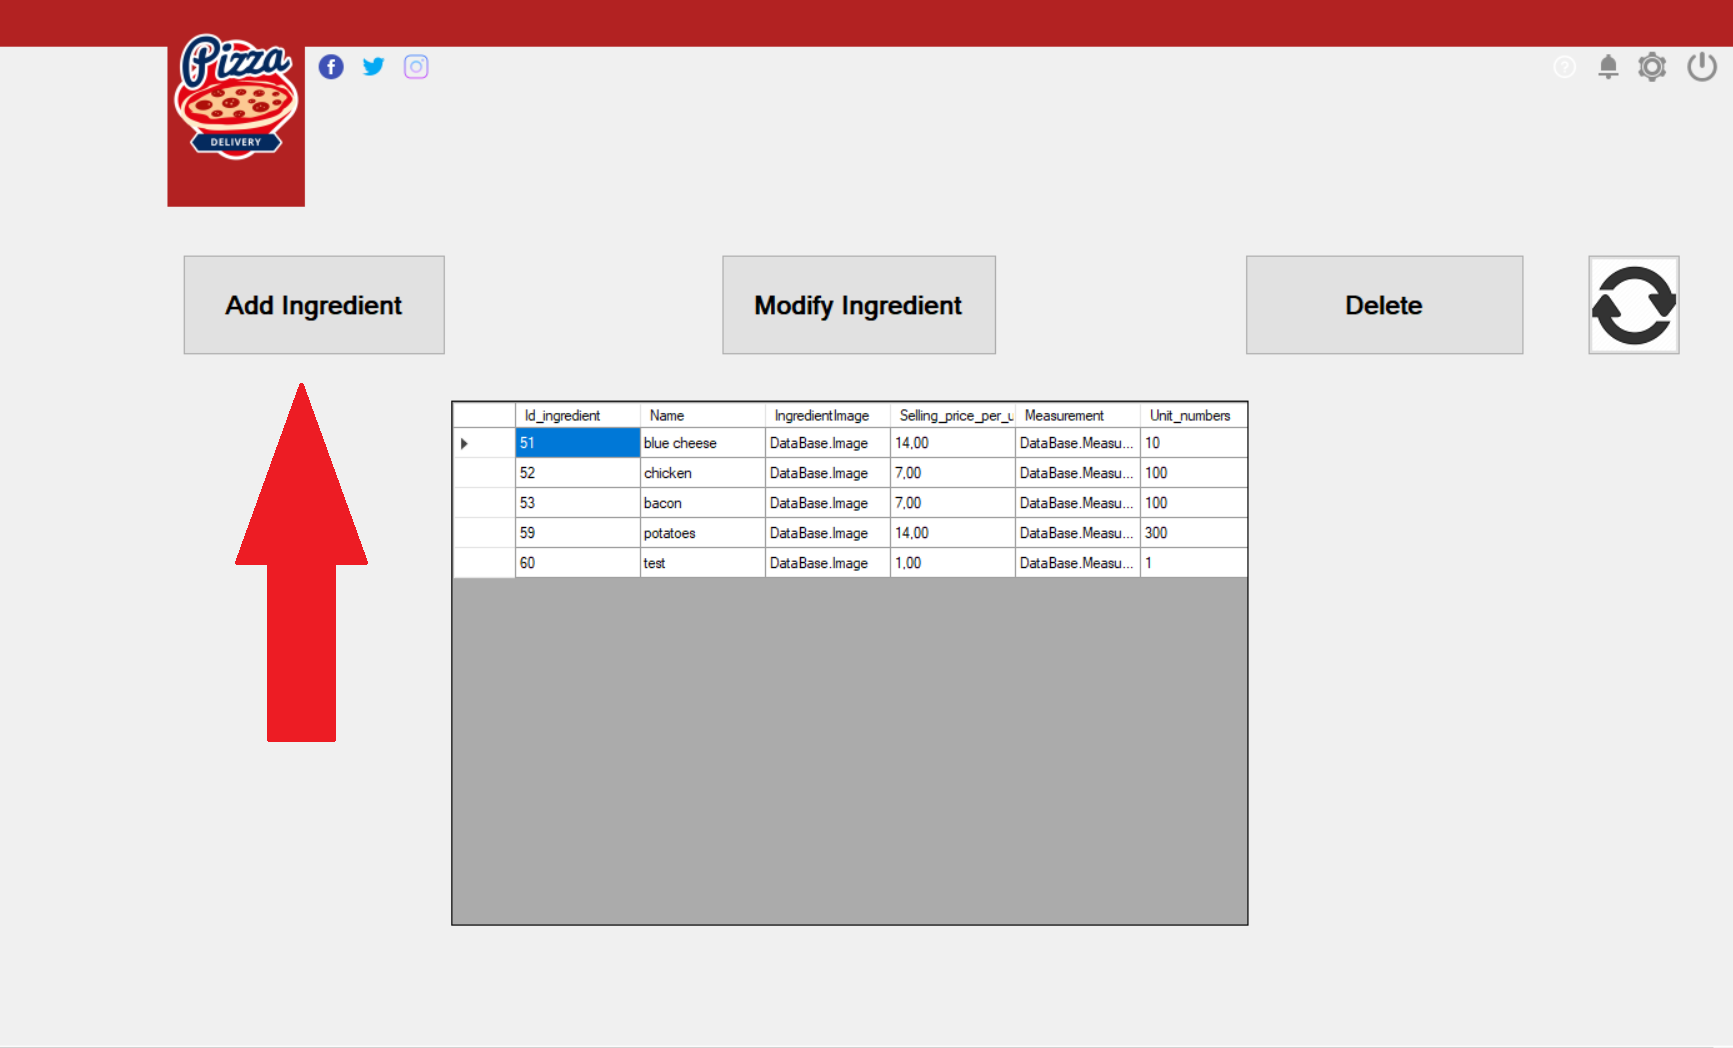 Pizza
DELIVERY
Add Ingredient
Modify Ingredient
Delete
Id_ingredient Name IngredientImage Selling_price_per_u Measurement Unit_numbers
51 blue cheese DataBase.Image 14,00 DataBase.Measu... 10
52 chicken DataBase.Image 7,00 DataBase.Measu... 100
53 bacon DataBase.Image 7,00 DataBase.Measu... 100
59 potatoes DataBase.Image 14,00 DataBase.Measu... 300
60 test DataBase.Image 1,00 DataBase.Measu... 1